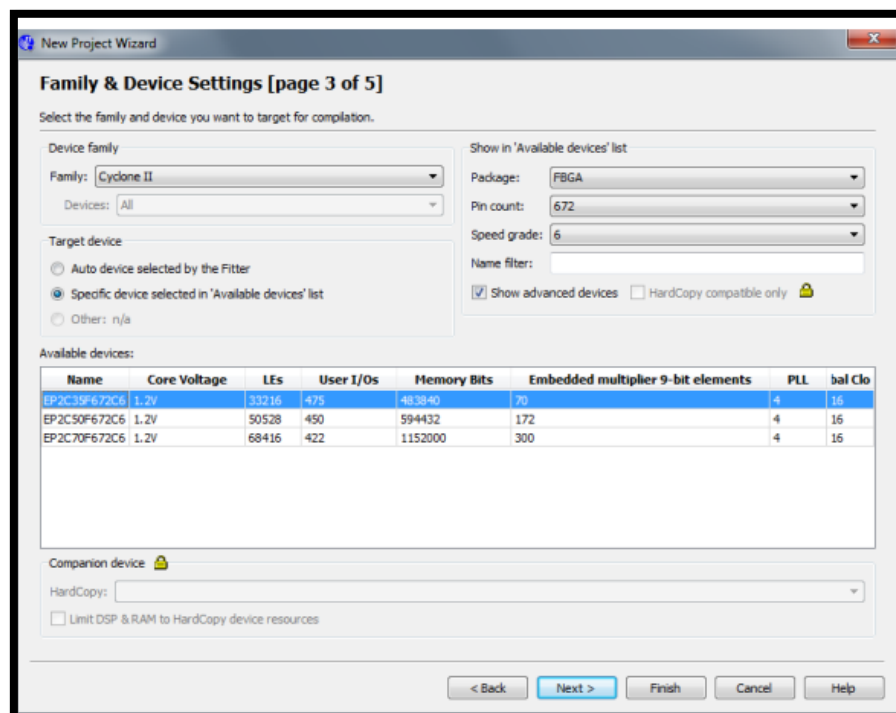 New Project Wizard
Family & Device Settings [page 3 of 5]
Select the family and device you want to target for compilation.
Device family
Family: Cyclone II
Devices: All
Show in 'Available devices' list
Package: FBGA
Pin count: 672
Speed grade: 6
Name filter:
Show advanced devices HardCopy compatible only
Target device
Auto device selected by the Fitter
Specific device selected in 'Available devices' list
Other: n/a
Available devices:
Name Core Voltage LEs User I/Os Memory Bits Embedded multiplier 9-bit elements PLL bal Clo
EP2C35F672C6 1.2V 33216 475 483840 70 4 16
EP2C50F672C6 1.2V 50528 450 594432 172 4 16
EP2C70F672C6 1.2V 68416 422 1152000 300 4 16
Companion device
HardCopy:
Limit DSP & RAM to HardCopy device resources
< Back Next > Finish Cancel Help